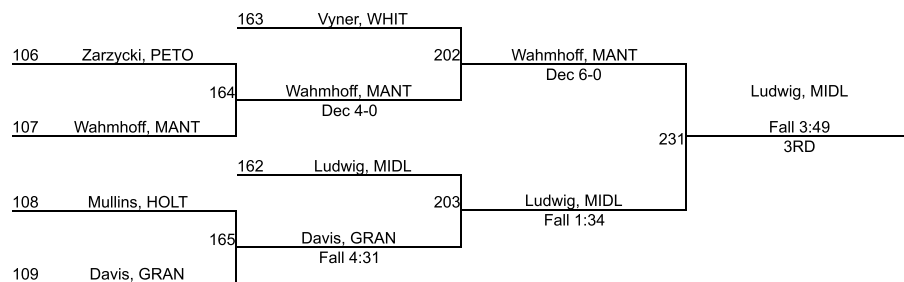 163 Vyner, WHIT
106 Zarzycki, PETO
202 Wahmhoff, MANT
Dec 6-0
164 Wahmhoff, MANT
Dec 4-0
Ludwig, MIDL
107 Wahmhoff, MANT
Fall 3:49
231
3RD
162 Ludwig, MIDL
108 Mullins, HOLT
203 Ludwig, MIDL
Fall 1:34
165 Davis, GRAN
Fall 4:31
109 Davis, GRAN